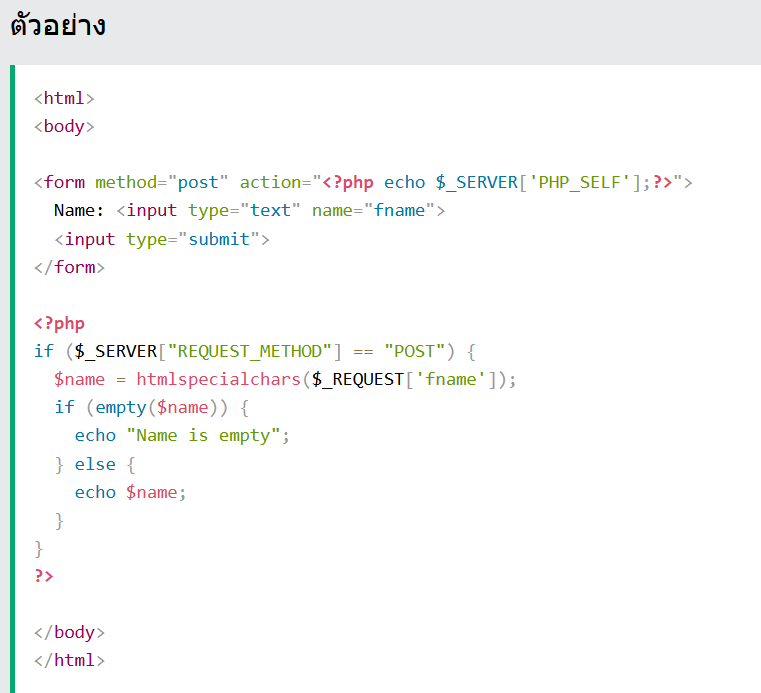 ตัวอย่าง
<html>
<body>
<form method="post" action="<?php echo $_SERVER['PHP_SELF'];?>">
Name: <input type="text" name="fname">
<input type="submit">
</form>
<?php
if ($_SERVER["REQUEST_METHOD"] == "POST") {
$name = htmlspecialchars($_REQUEST['fname']);
if (empty($name)) {
echo "Name is empty";
} else {
echo $name;
}
}
?>
</body>
</html>